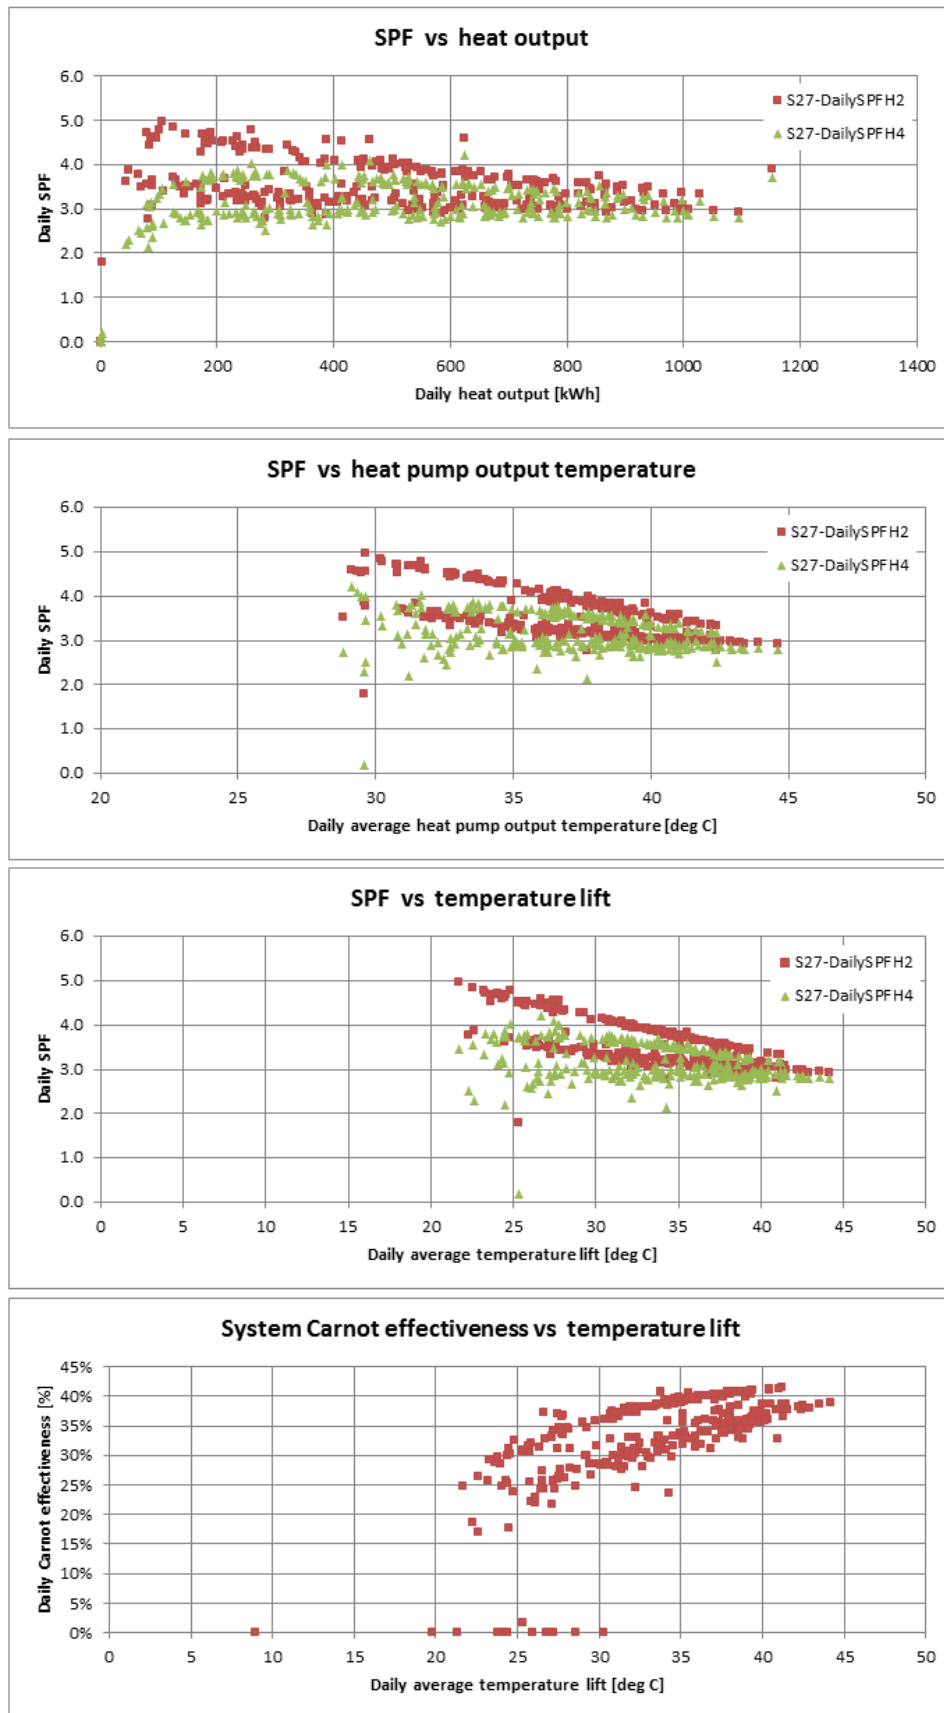 SPF vs heat output
6.0
5.0
4.0
3.0
2.0
1.0
0.0
Daily SPF
S27-DailySPFH2
S27-DailySPFH4
0 200 400 600 800 1000 1200 1400
Daily heat output [kWh]
SPF vs heat pump output temperature
6.0
5.0
4.0
3.0
2.0
1.0
0.0
Daily SPF
S27-DailySPFH2
S27-DailySPFH4
20 25 30 35 40 45 50
Daily average heat pump output temperature [deg C]
SPF vs temperature lift
6.0
5.0
4.0
3.0
2.0
1.0
0.0
Daily SPF
S27-DailySPFH2
S27-DailySPFH4
0 5 10 15 20 25 30 35 40 45 50
Daily average temperature lift [deg C]
System Carnot effectiveness vs temperature lift
45%
40%
35%
30%
25%
20%
15%
10%
5%
0%
Daily Carnot effectiveness [%]
0 5 10 15 20 25 30 35 40 45 50
Daily average temperature lift [deg C]